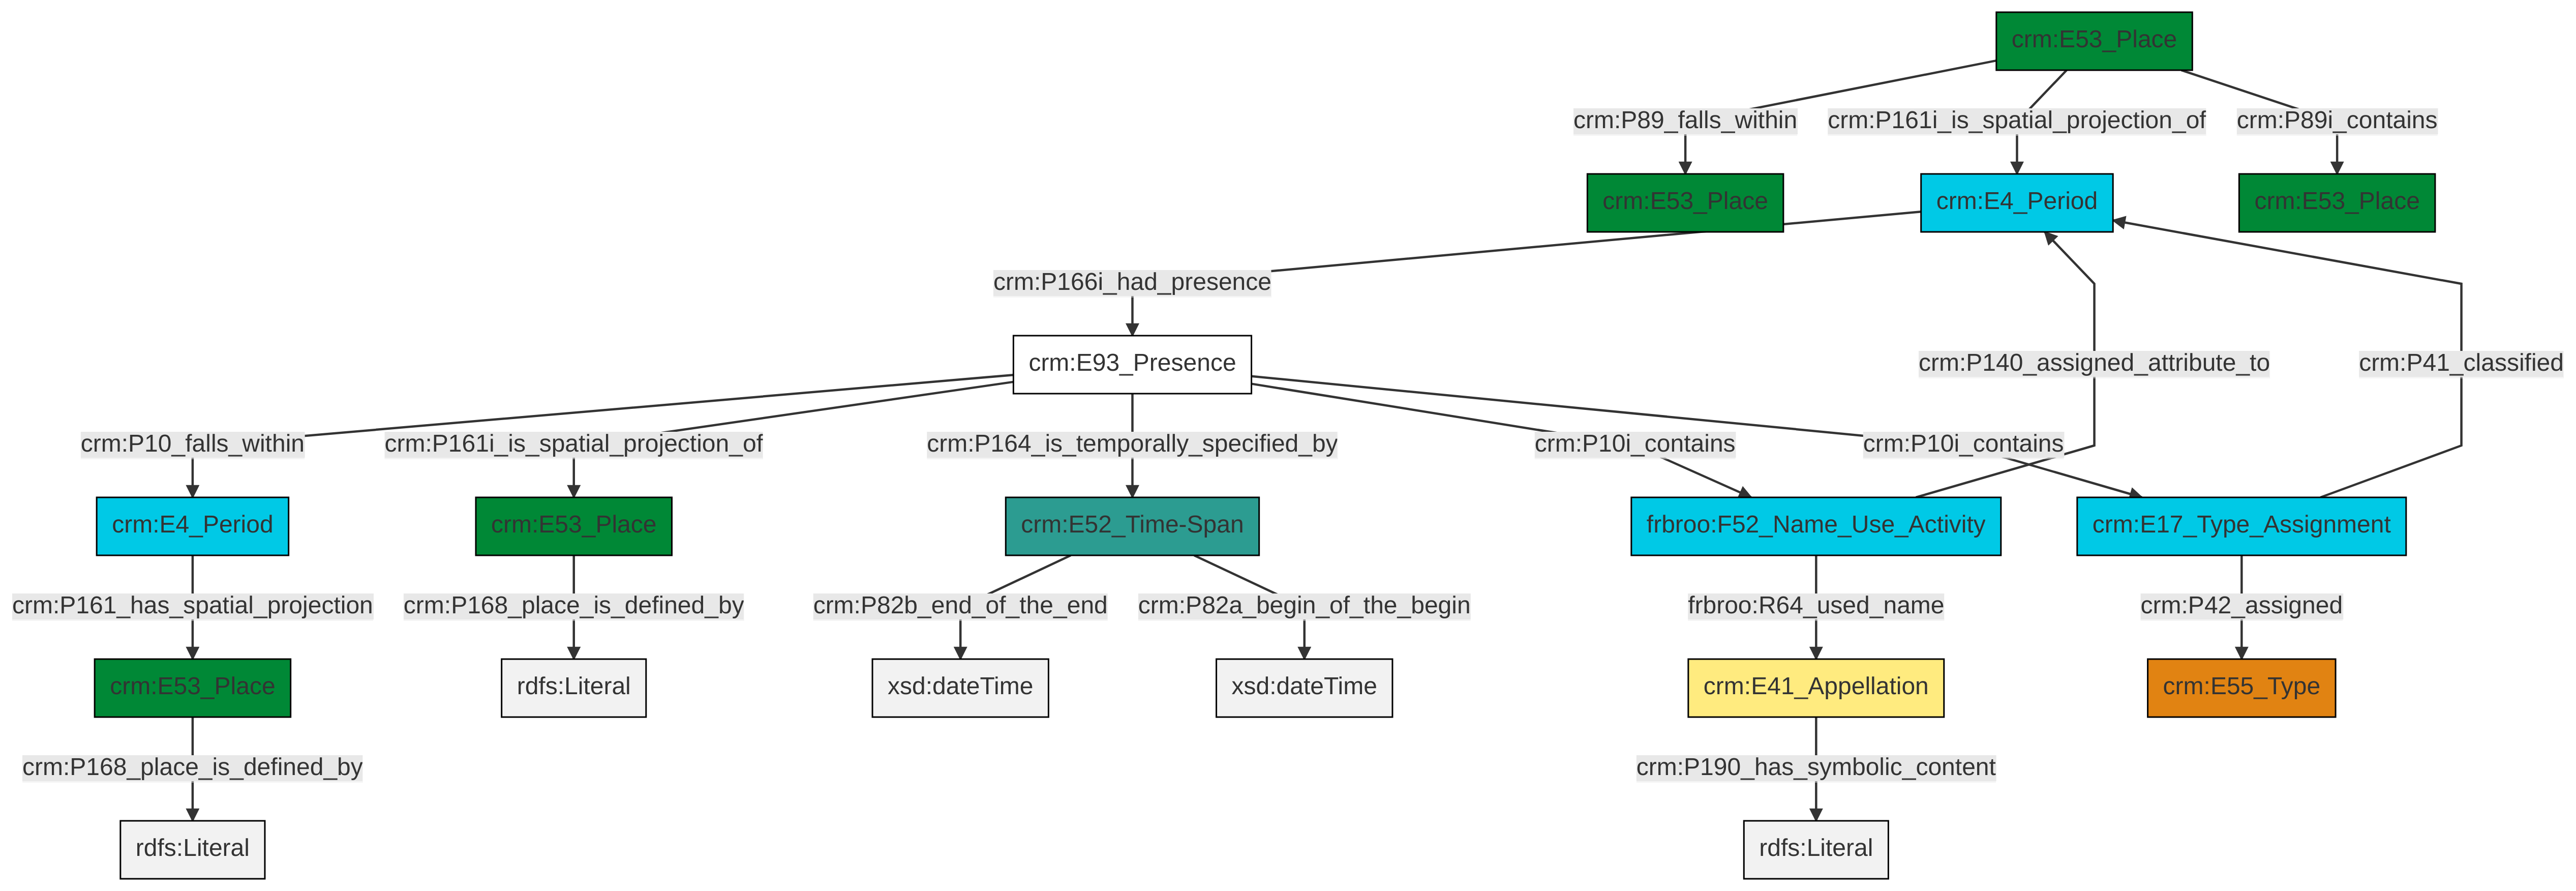 crm:E53_Place
crm:P89_falls_within
crm:P161i_is_spatial_projection_of
crm:P89i_contains
crm:E53_Place
crm:E4_Period
crm:E53_Place
crm:P166i_had_presence
crm:E93_Presence
crm:P140_assigned_attribute_to
crm:P41_classified
crm:P10_falls_within
crm:P161i_is_spatial_projection_of
crm:P164_is_temporally_specified_by
crm:P10i_contains
crm:P10i_contains
crm:E4_Period
crm:E53_Place
crm:E52_Time-Span
frbroo:F52_Name_Use_Activity
crm:E17_Type_Assignment
crm:P161_has_spatial_projection
crm:P168_place_is_defined_by
crm:P82b_end_of_the_end
crm:P82a_begin_of_the_begin
frbroo:R64_used_name
crm:P42_assigned
crm:E53_Place
rdfs:Literal
xsd:dateTime
xsd:dateTime
crm:E41_Appellation
crm:E55_Type
crm:P168_place_is_defined_by
crm:P190_has_symbolic_content
rdfs:Literal
rdfs:Literal